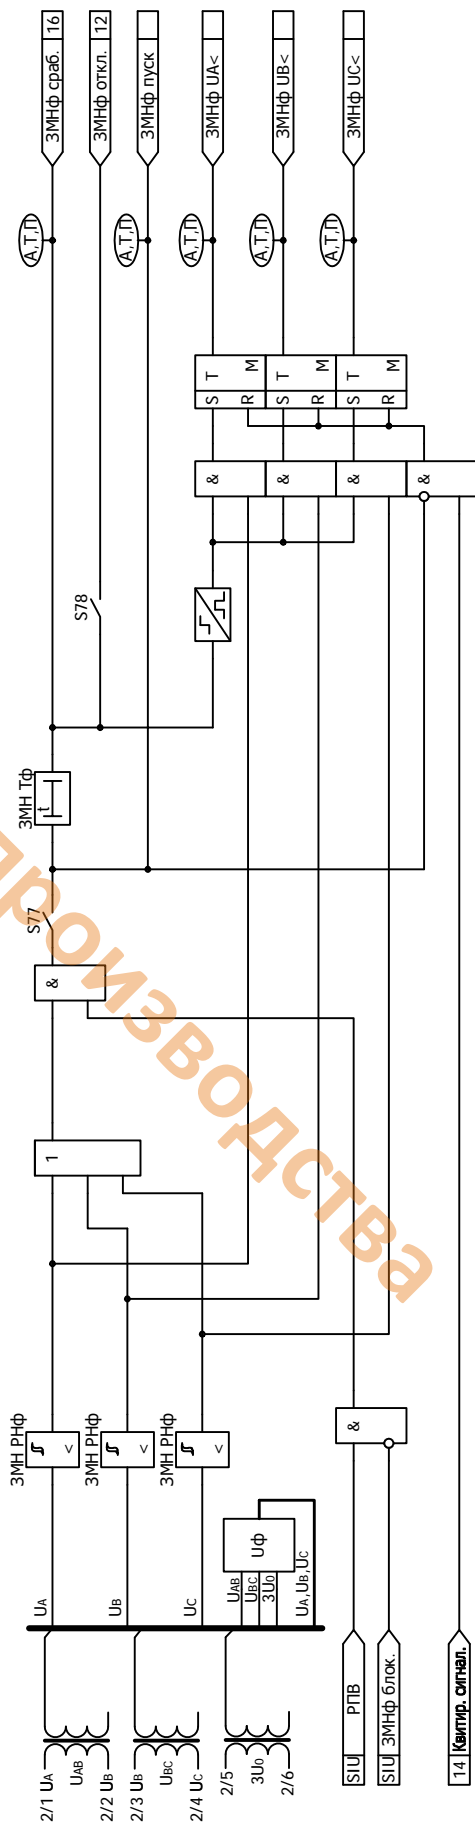 ЗМНф сраб. 16
ЗМНф откл. 12
ЗМНф пуск
ЗМНф UA<
ЗМНф UB<
ЗМНф UC<
А,Т,П
А,Т,П
А,Т,П
А,Т,П
А,Т,П
S T
R M
S T
R M
S T
R M
&
&
&
&
S78
ЗМН Тф
t
S77
&
1
ЗМН РНф
<
ЗМН РНф
<
ЗМН РНф
<
&
UA
UB
UC
Uф
UAB
UBC
3U0
UA,UB,UC
2/1 UA
UAB
2/2 UB
2/3 UB
UBC
2/4 UC
2/5
3U0
2/6
SIU РПВ
SIU ЗМНф блок.
14 Квитир. сигнал.
производства